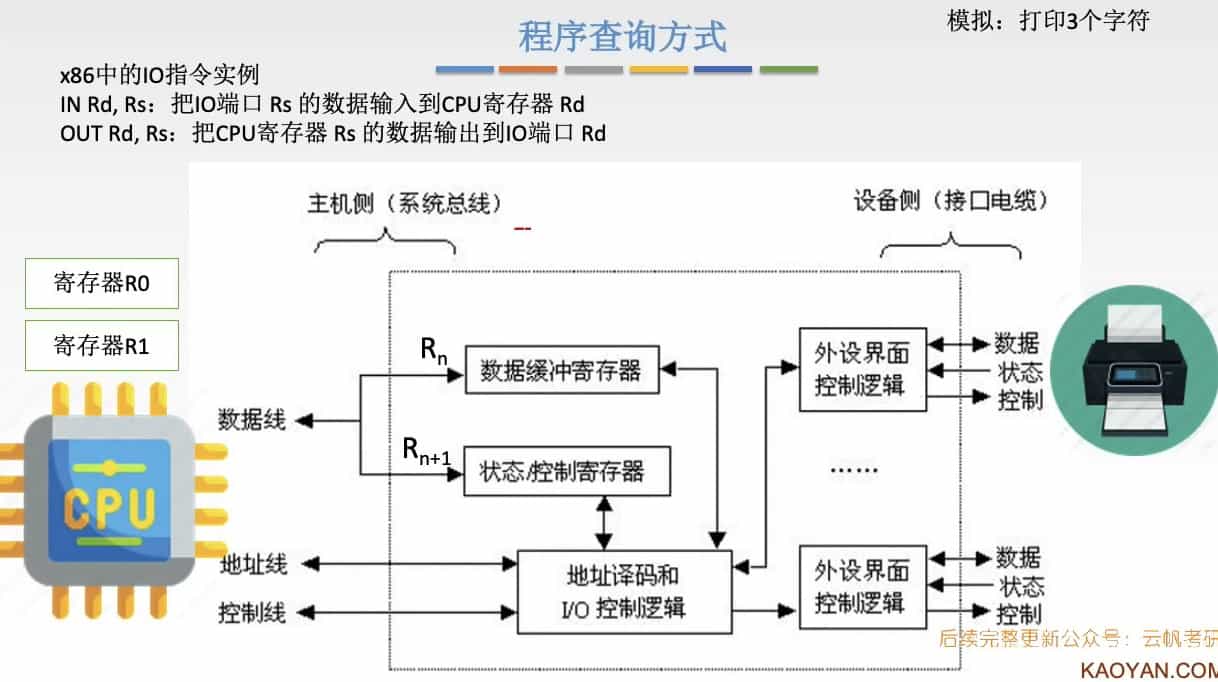 程序查询方式
模拟：打印3个字符
x86中的IO指令实例
IN Rd, Rs：把IO端口 Rs 的数据输入到CPU寄存器 Rd
OUT Rd, Rs：把CPU寄存器 Rs 的数据输出到IO端口 Rd
主机侧（系统总线）
设备侧（接口电缆）
寄存器R0
寄存器R1
CPU
数据线
地址线
控制线
Rn
数据缓冲寄存器
Rn+1
状态/控制寄存器
地址译码和
I/O 控制逻辑
外设界面
控制逻辑
数据
状态
控制
……
外设界面
控制逻辑
数据
状态
控制
后续完整更新公众号：云帆考研
KAOYAN.COM